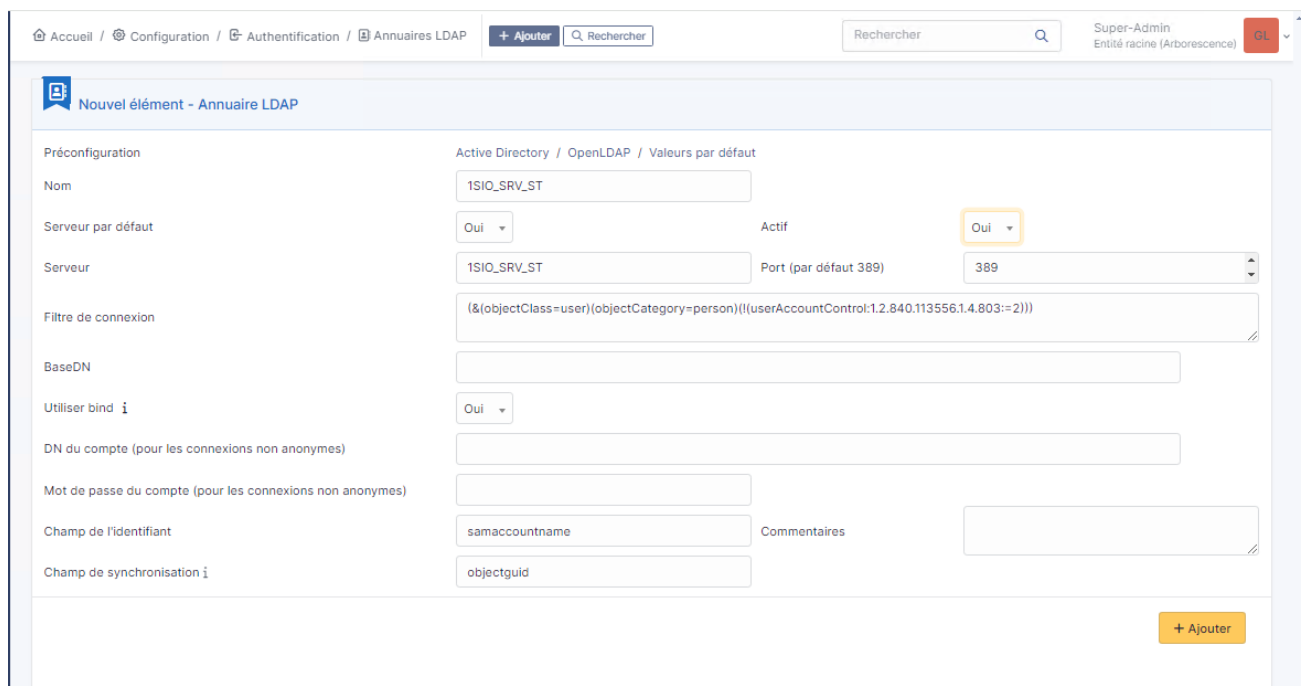 Accueil / Configuration / Authentification / Annuaires LDAP + Ajouter Rechercher Rechercher Super-Admin GL
Entité racine (Arborescence)
Nouvel élément - Annuaire LDAP
Préconfiguration Active Directory / OpenLDAP / Valeurs par défaut
Nom 1SIO_SRV_ST
Serveur par défaut Oui Actif Oui
Serveur 1SIO_SRV_ST Port (par défaut 389) 389
Filtre de connexion (&(objectClass=user)(objectCategory=person)(!(userAccountControl:1.2.840.113556.1.4.803:=2)))
BaseDN
Utiliser bind i Oui
DN du compte (pour les connexions non anonymes)
Mot de passe du compte (pour les connexions non anonymes)
Champ de l'identifiant samaccountname Commentaires
Champ de synchronisation i objectguid
+ Ajouter